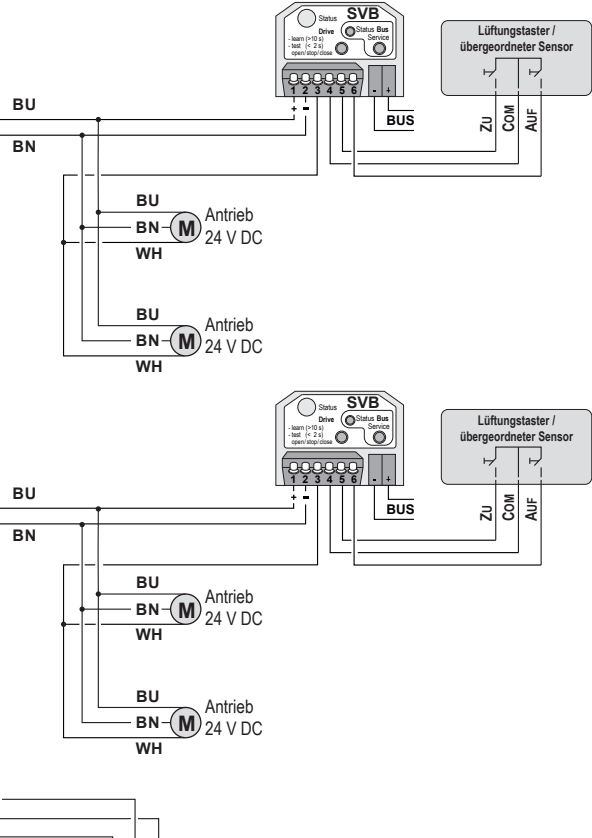 SVB
Status
Drive
Status Bus
- learn (>10 s)
Service
- test (< 2 s)
open/stop/close
1 2 3 4 5 6 - +
+ -
BUS
Lüftungstaster /
übergeordneter Sensor
ZU
COM
AUF
BU
BN
BU
BN
WH
M
Antrieb
24 V DC
BU
BN
WH
M
Antrieb
24 V DC
SVB
Status
Drive
Status Bus
- learn (>10 s)
Service
- test (< 2 s)
open/stop/close
1 2 3 4 5 6 - +
+ -
BUS
Lüftungstaster /
übergeordneter Sensor
ZU
COM
AUF
BU
BN
BU
BN
WH
M
Antrieb
24 V DC
BU
BN
WH
M
Antrieb
24 V DC